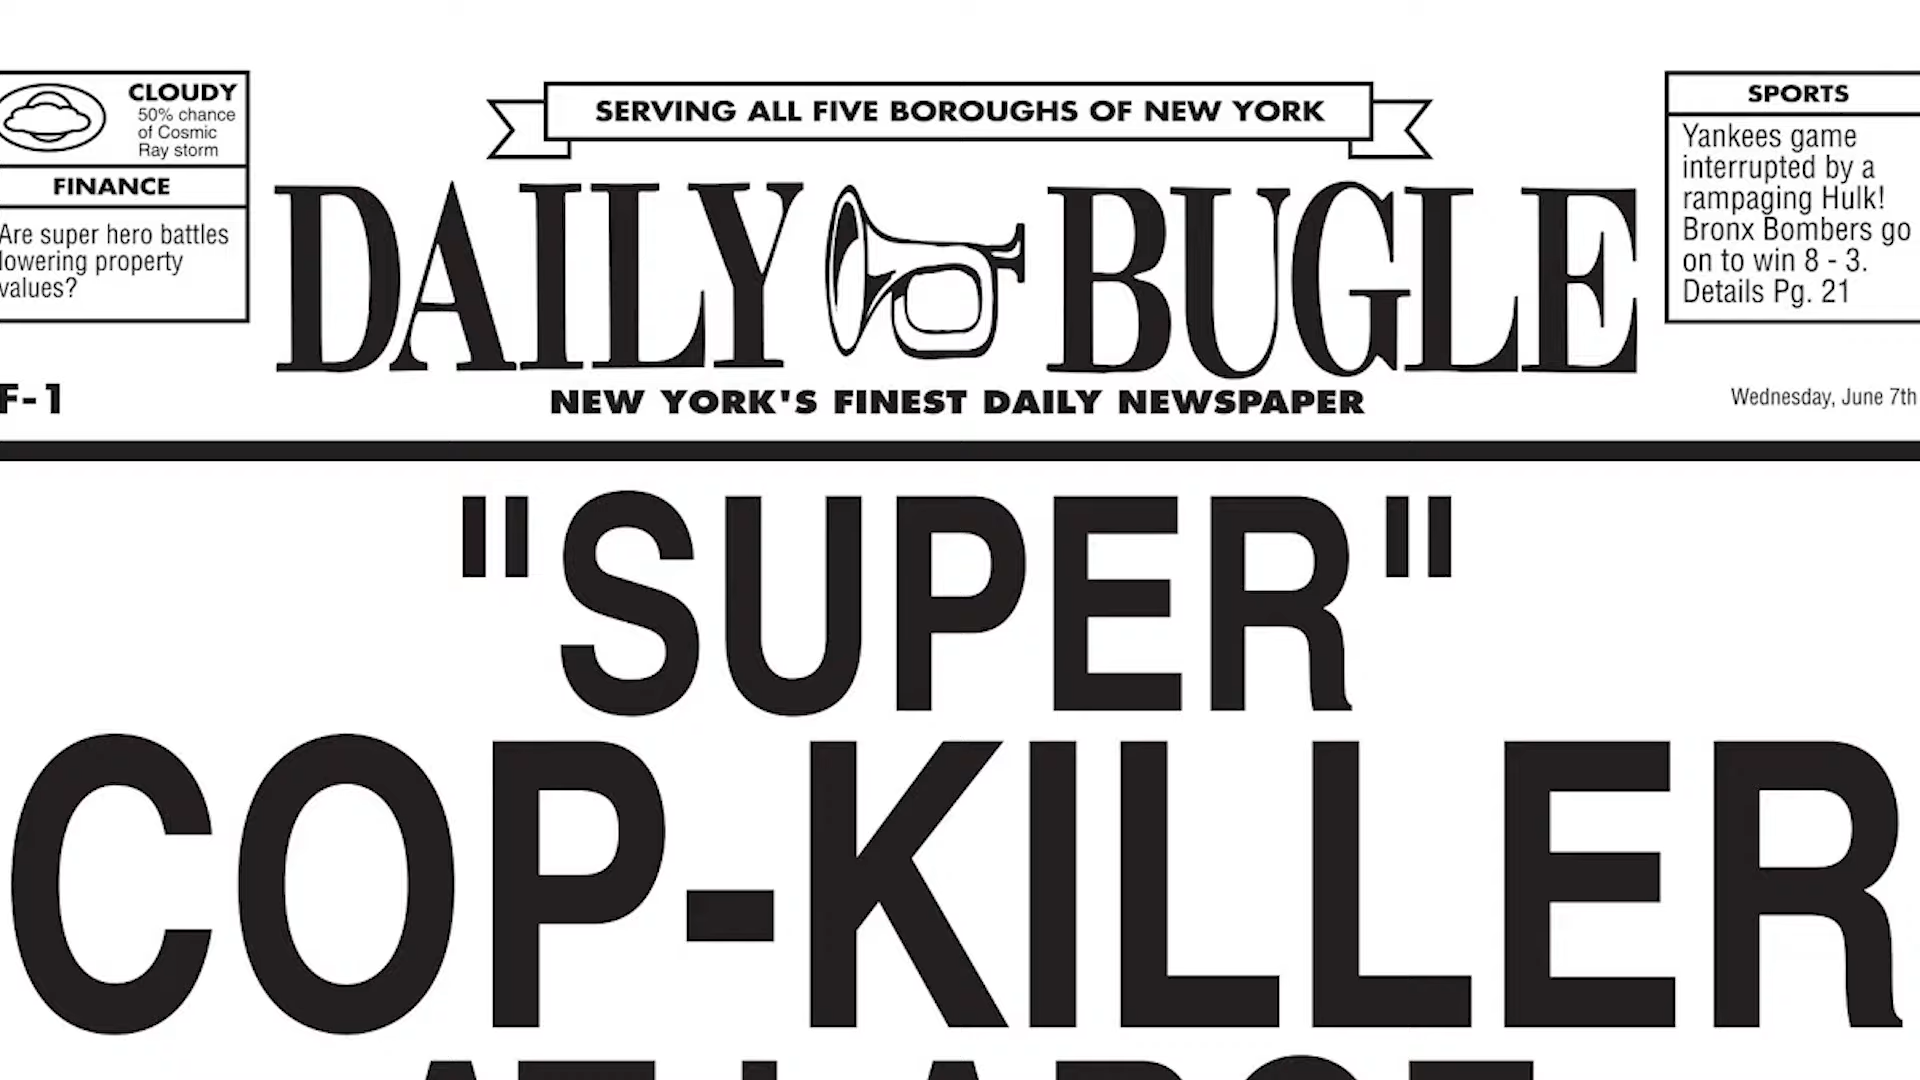 CLOUDY
50% chance
of Cosmic
Ray storm
FINANCE
Are super hero battles
lowering property
values?
F-1
SERVING ALL FIVE BOROUGHS OF NEW YORK
DAILY BUGLE
NEW YORK'S FINEST DAILY NEWSPAPER
SPORTS
Yankees game
interrupted by a
rampaging Hulk!
Bronx Bombers go
on to win 8 - 3.
Details Pg. 21
Wednesday, June 7th
"SUPER"
COP-KILLER
AT LARGE